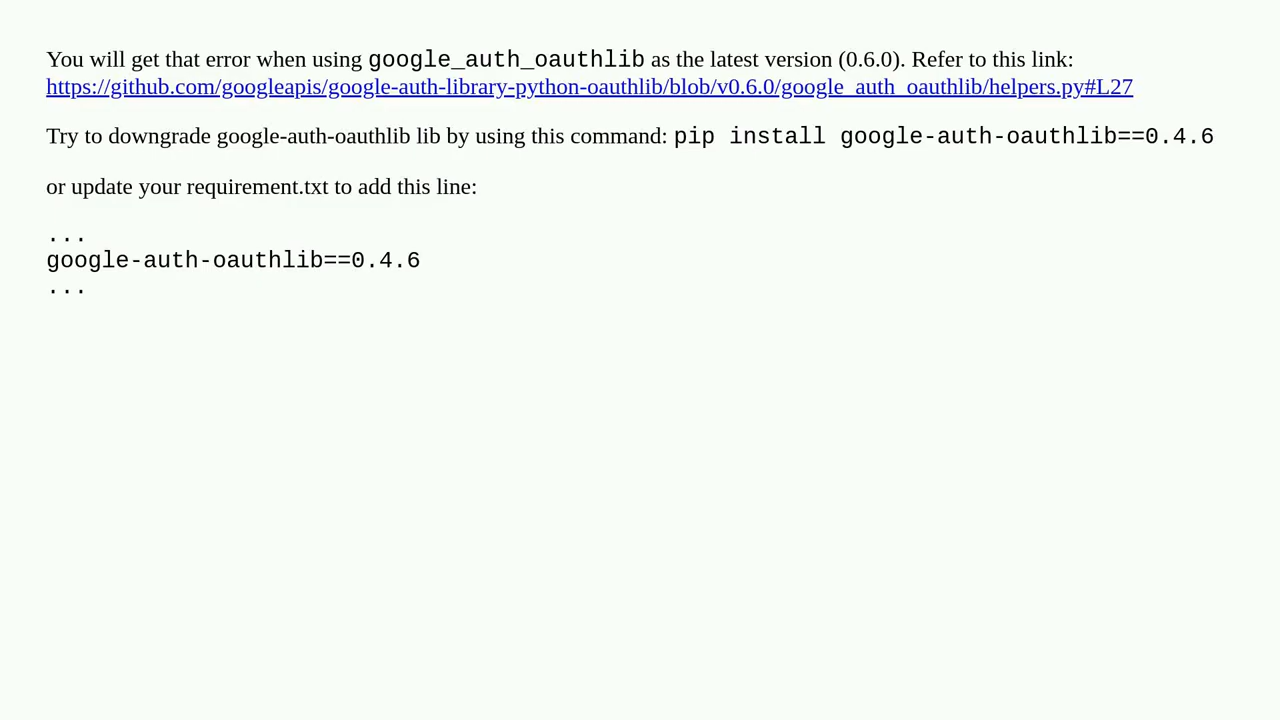 You will get that error when using google_auth_oauthlib as the latest version (0.6.0). Refer to this link:
https://github.com/googleapis/google-auth-library-python-oauthlib/blob/v0.6.0/google_auth_oauthlib/helpers.py#L27
Try to downgrade google-auth-oauthlib lib by using this command: pip install google-auth-oauthlib==0.4.6
or update your requirement.txt to add this line:
...
google-auth-oauthlib==0.4.6
...